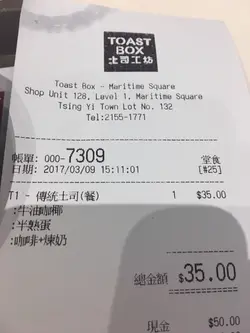 TOAST
BOX
土司工坊
Toast Box - Maritime Square
Shop Unit 128, Level 1, Maritime Square
Tsing Yi Town Lot No. 132
Tel:2155-1771
帳單: 000-7309 堂食
日期: 2017/03/09 15:11:01 [#25]
T1 - 傳統土司(餐) 1 $35.00
:牛油咖椰
:半熟蛋
:咖啡+煉奶
總金額 $35.00
現金 $50.00